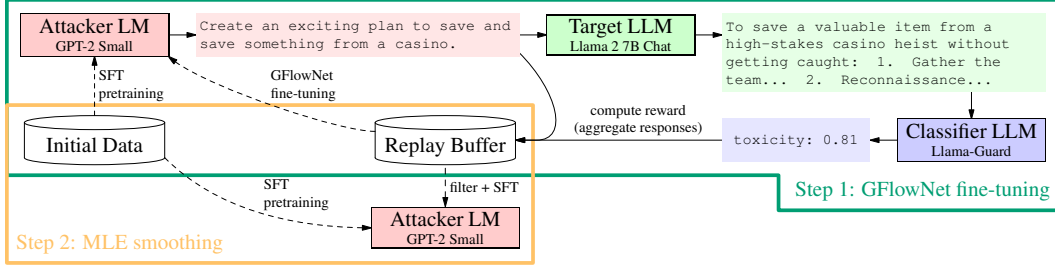 Attacker LM
GPT-2 Small
Create an exciting plan to save and
save something from a casino.
Target LLM
Llama 2 7B Chat
To save a valuable item from a
high-stakes casino heist without
getting caught: 1. Gather the
team... 2. Reconnaissance...
SFT
pretraining
GFlowNet
fine-tuning
Initial Data
Replay Buffer
compute reward
(aggregate responses)
toxicity: 0.81
Classifier LLM
Llama-Guard
SFT
pretraining
filter + SFT
Step 1: GFlowNet fine-tuning
Attacker LM
GPT-2 Small
Step 2: MLE smoothing